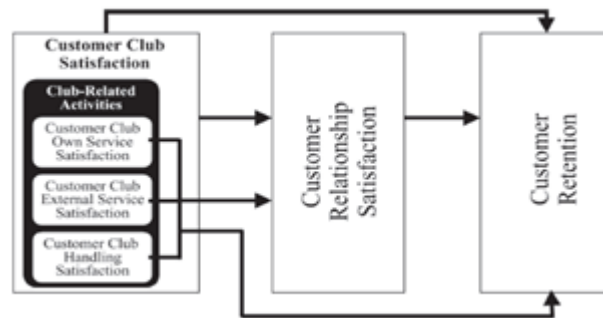 Customer Club
Satisfaction
Club-Related
Activities
Customer Club
Own Service
Satisfaction
Customer Club
External Service
Satisfaction
Customer Club
Handling
Satisfaction
Customer
Relationship
Satisfaction
Customer
Retention